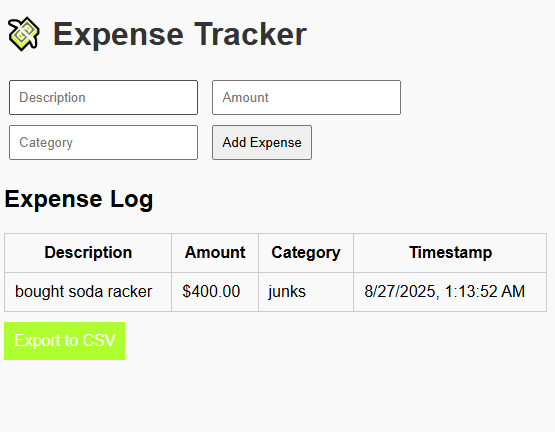 Expense Tracker
Description Amount
Category Add Expense
Expense Log
Description Amount Category Timestamp
bought soda racker $400.00 junks 8/27/2025, 1:13:52 AM
Export to CSV